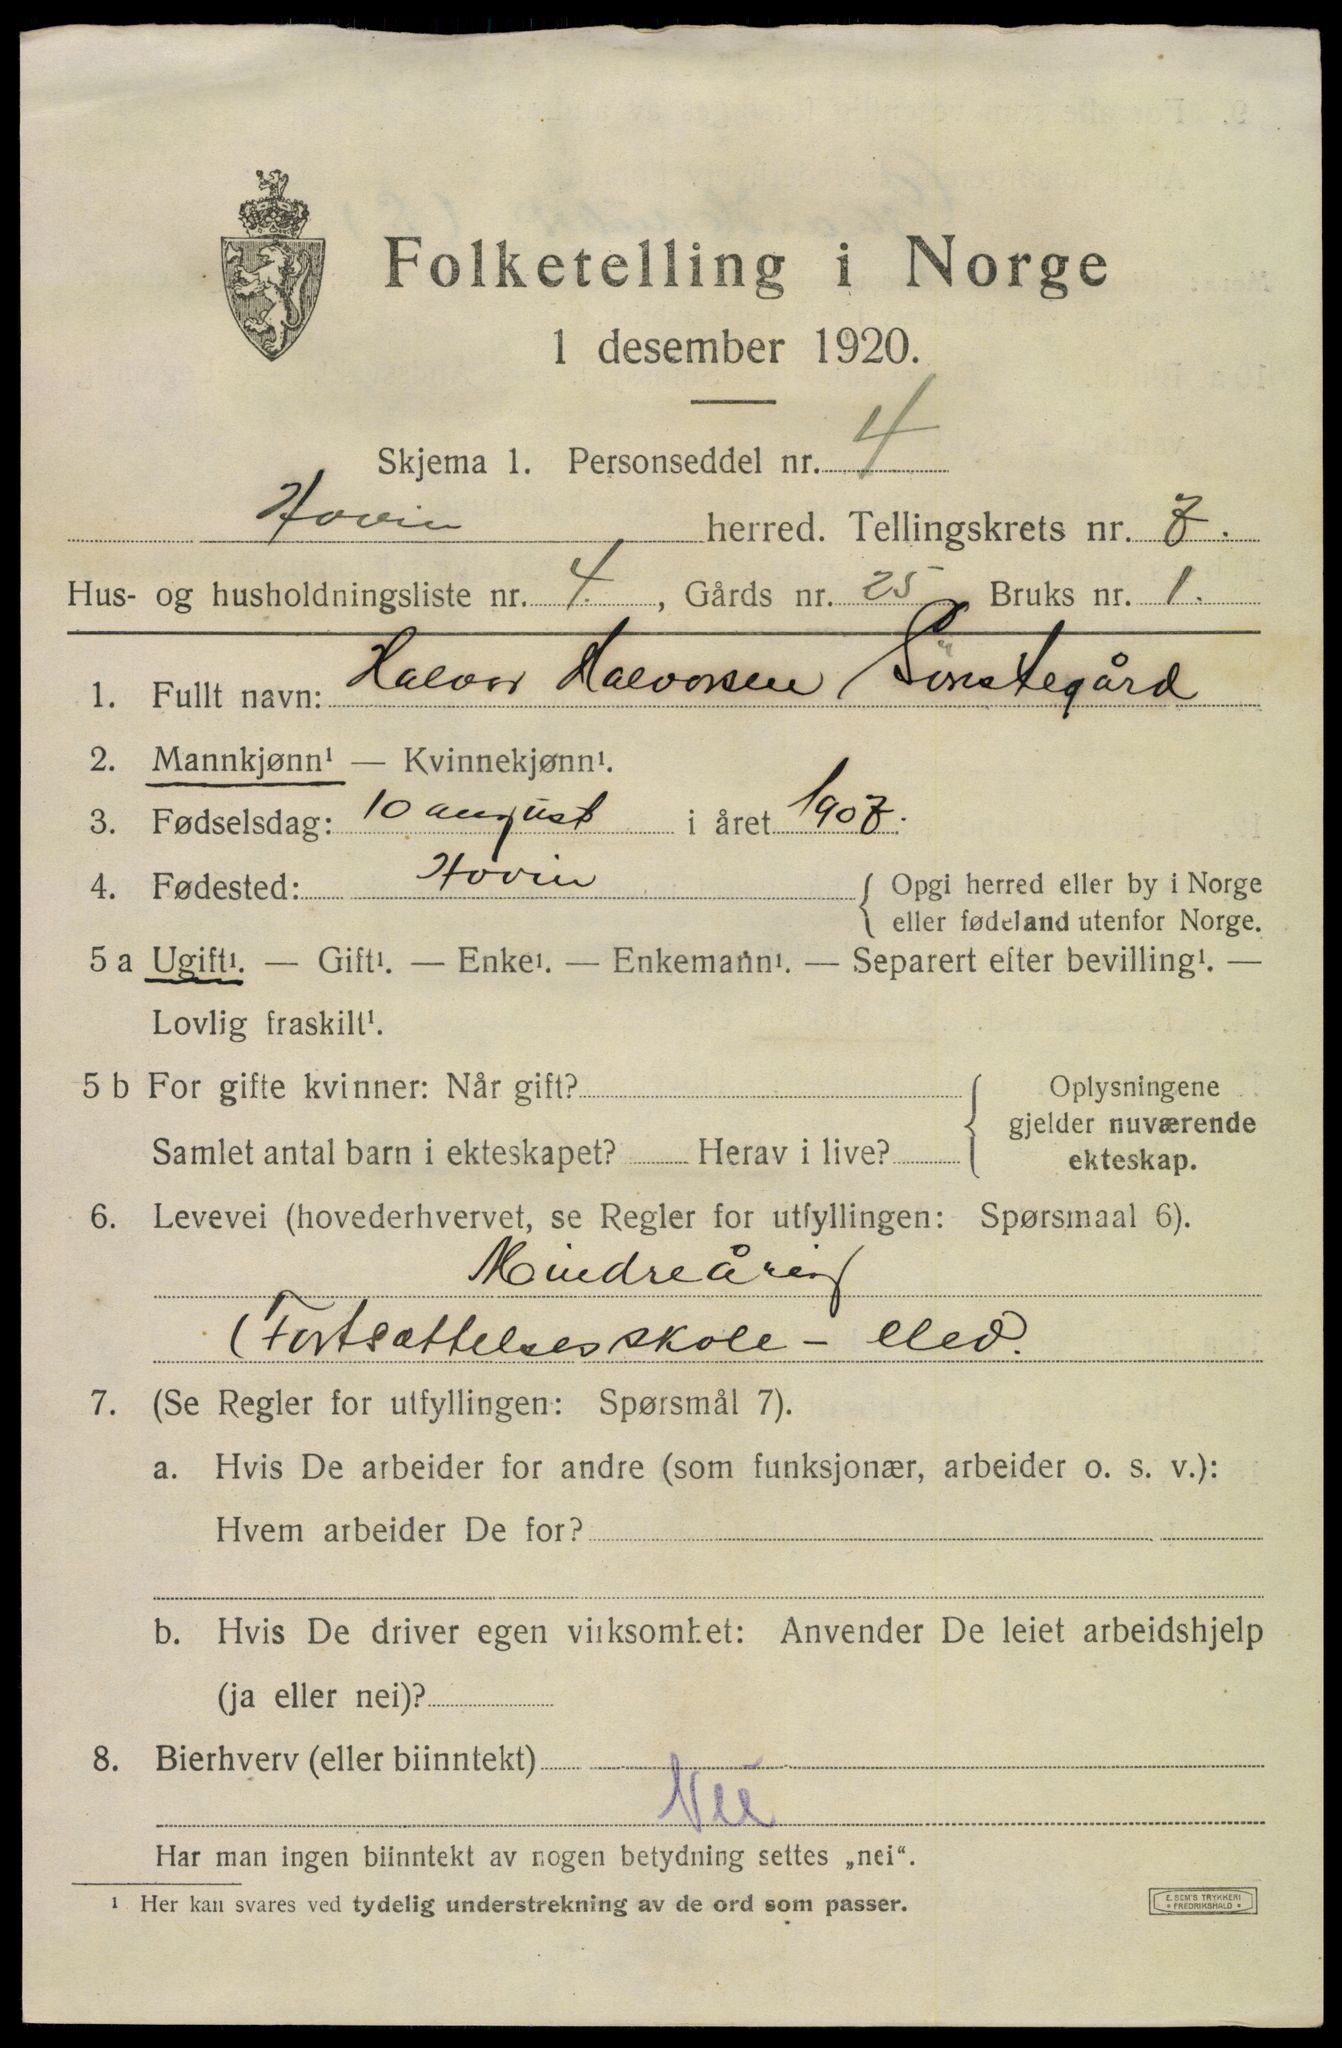 Folketelling i Norge
1 desember 1920.
Skjema 1. Personseddel nr. 4
Hovin herred. Tellingskrets nr. 7.
Hus- og husholdningsliste nr. 4. , Gårds nr. 25 Bruks nr. 1.
1. Fullt navn: Halvor Halvorsen Sönstegård
2. Mannkjønn¹ — Kvinnekjønn¹.
3. Fødselsdag: 10 august i året 1907.
4. Fødested: Hovin { Opgi herred eller by i Norge
eller fødeland utenfor Norge.
5 a Ugift¹. — Gift¹. — Enke¹. — Enkemann¹. — Separert efter bevilling¹. —
Lovlig fraskilt¹.
5 b For gifte kvinner: Når gift? { Oplysningene
gjelder nuværende
Samlet antal barn i ekteskapet? Herav i live? ekteskap.
6. Levevei (hovederhvervet, se Regler for utfyllingen: Spørsmaal 6).
Mindreåring
(Fortsættelsesskole - elev.
7. (Se Regler for utfyllingen: Spørsmål 7).
a. Hvis De arbeider for andre (som funksjonær, arbeider o. s. v.):
Hvem arbeider De for?
b. Hvis De driver egen virksomhet: Anvender De leiet arbeidshjelp
(ja eller nei)?
8. Bierhverv (eller biinntekt)
Nei
Har man ingen biinntekt av nogen betydning settes „nei“.
¹ Her kan svares ved tydelig understrekning av de ord som passer.
E. SEM'S TRYKKERI
* FREDRIKSHALD *